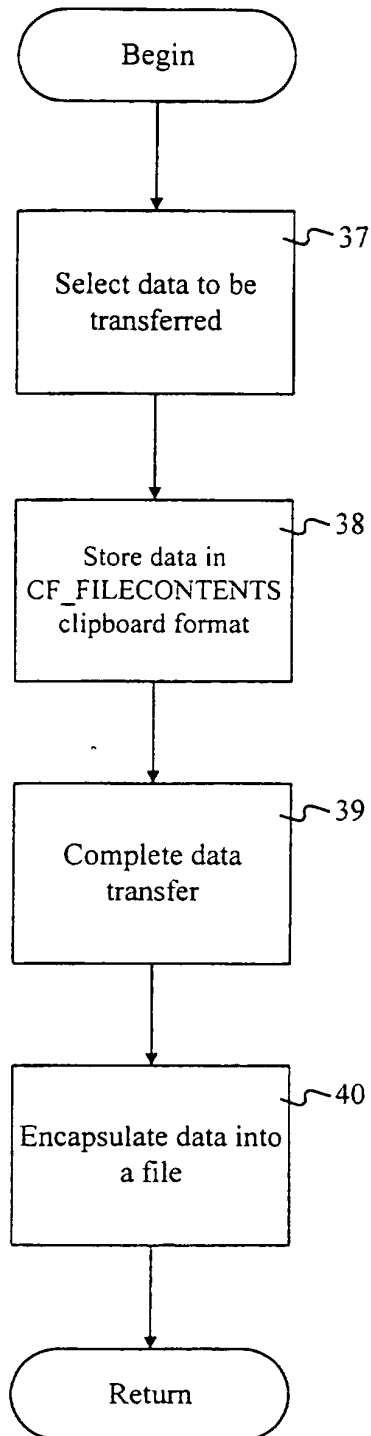 Begin
37
Select data to be
transferred
38
Store data in
CF_FILECONTENTS
clipboard format
39
Complete data
transfer
40
Encapsulate data into
a file
Return